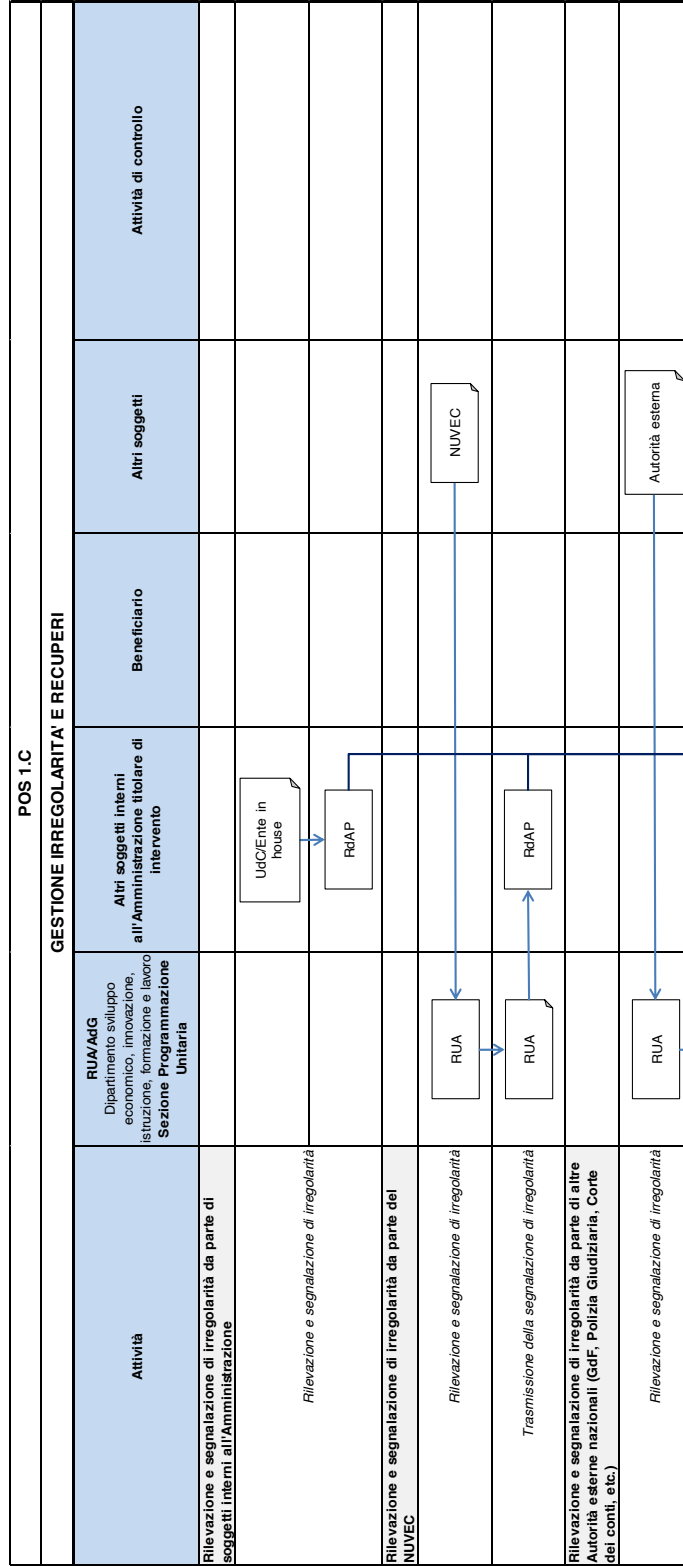 POS 1.C
GESTIONE IRREGOLARITA' E RECUPERI
Attività
RUA/AdG
Dipartimento sviluppo
economico, innovazione,
istruzione, formazione e lavoro
Sezione Programmazione
Unitaria
Altri soggetti interni
all'Amministrazione titolare di
intervento
Beneficiario
Altri soggetti
Attività di controllo
Rilevazione e segnalazione di irregolarità da parte di
soggetti interni all'Amministrazione
Rilevazione e segnalazione di irregolarità
UdC/Ente in
house
RdAP
Rilevazione e segnalazione di irregolarità da parte del
NUVEC
Rilevazione e segnalazione di irregolarità
RUA
NUVEC
Trasmissione della segnalazione di irregolarità
RUA
RdAP
Rilevazione e segnalazione di irregolarità da parte di altre
Autorità esterne nazionali (GdF, Polizia Giudiziaria, Corte
dei conti, etc.)
Rilevazione e segnalazione di irregolarità
RUA
Autorità esterna